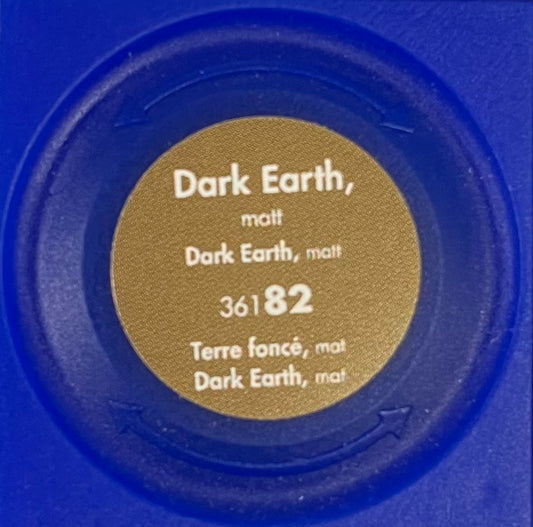 Dark Earth,
matt
Dark Earth, matt
36182
Terre foncé, mat
Dark Earth, mat